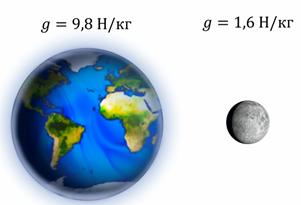 g = 9,8 Н/кг
g = 1,6 Н/кг